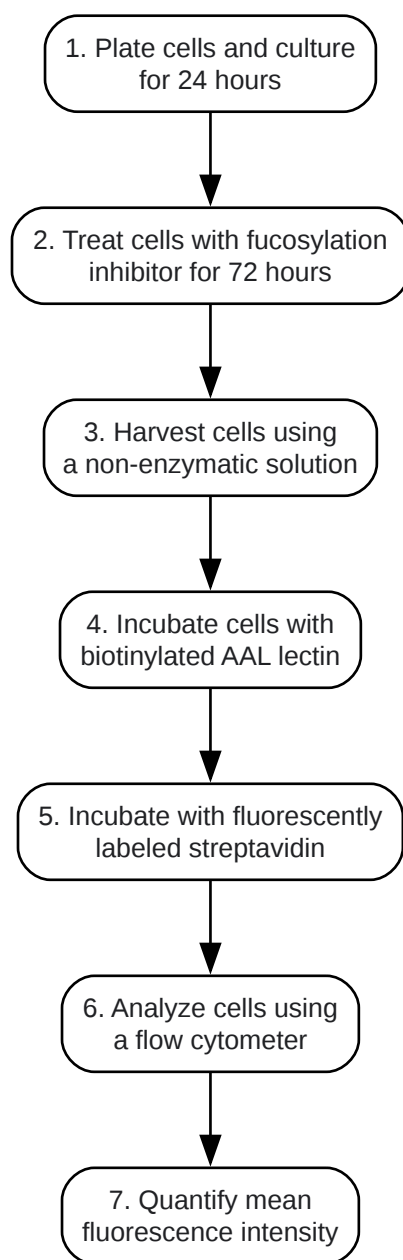 1. Plate cells and culture
for 24 hours
2. Treat cells with fucosylation
inhibitor for 72 hours
3. Harvest cells using
a non-enzymatic solution
4. Incubate cells with
biotinylated AAL lectin
5. Incubate with fluorescently
labeled streptavidin
6. Analyze cells using
a flow cytometer
7. Quantify mean
fluorescence intensity